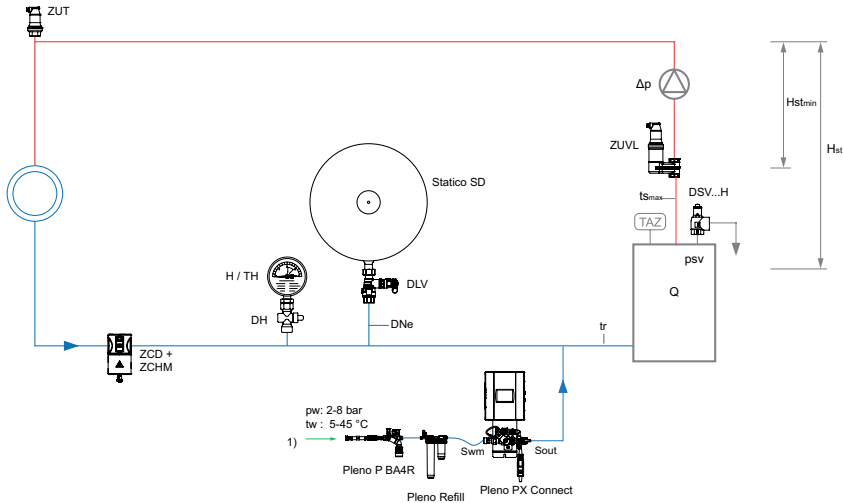 ZUT
Δp
Hstmin
ZUVL
Hst
Statico SD
tsmax
DSV...H
TAZ
psv
H / TH
DLV
Q
DH
DNe
tr
ZCD +
ZCHM
pw: 2-8 bar
tw : 5-45 °C
1)
Swm
Sout
Pleno P BA4R
Pleno PX Connect
Pleno Refill